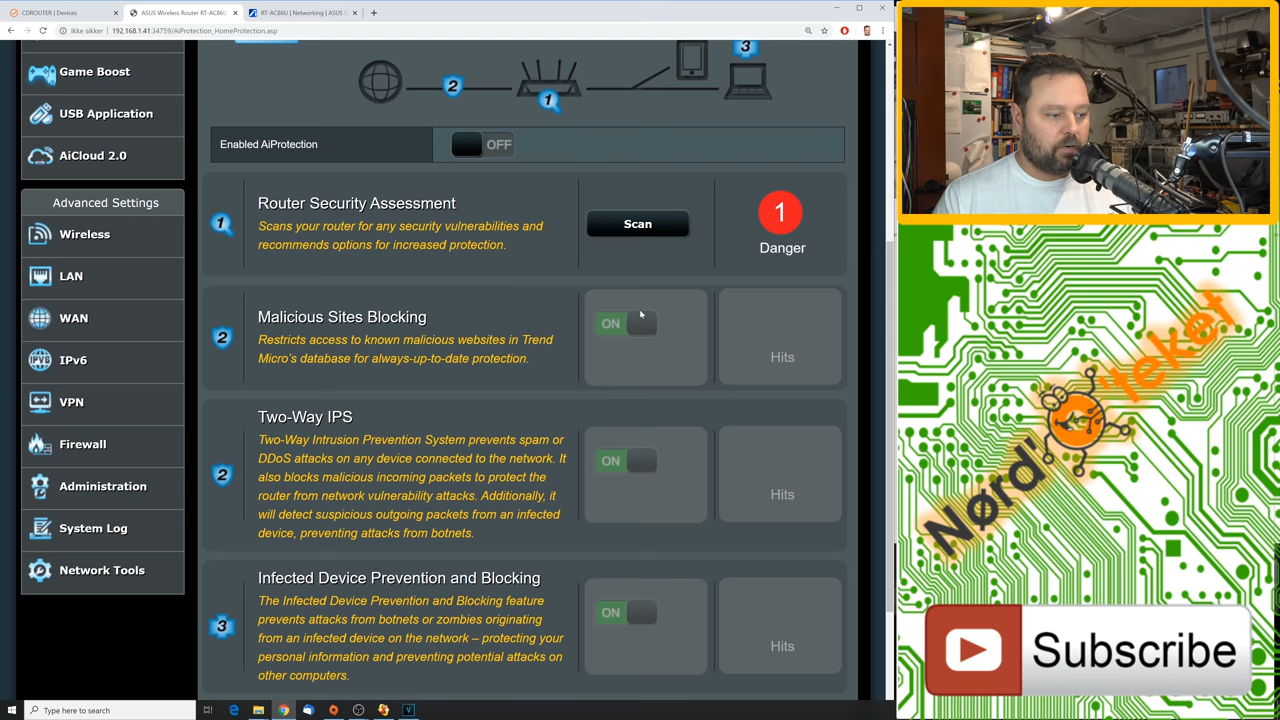 CDROUTER | Devices
ASUS Wireless Router RT-AC86U
RT-AC86U | Networking | ASUS
Ikke sikker | 192.168.1.41:34759/AiProtection_HomeProtection.asp
Game Boost
USB Application
AiCloud 2.0
Advanced Settings
Wireless
LAN
WAN
IPv6
VPN
Firewall
Administration
System Log
Network Tools
2
1
3
Enabled AiProtection
OFF
1
Router Security Assessment
Scans your router for any security vulnerabilities and
recommends options for increased protection.
Scan
1
Danger
2
Malicious Sites Blocking
Restricts access to known malicious websites in Trend
Micro's database for always-up-to-date protection.
ON
Hits
2
Two-Way IPS
Two-Way Intrusion Prevention System prevents spam or
DDoS attacks on any device connected to the network. It
also blocks malicious incoming packets to protect the
router from network vulnerability attacks. Additionally, it
will detect suspicious outgoing packets from an infected
device, preventing attacks from botnets.
ON
Hits
3
Infected Device Prevention and Blocking
The Infected Device Prevention and Blocking feature
prevents attacks from botnets or zombies originating
from an infected device on the network – protecting your
personal information and preventing potential attacks on
other computers.
ON
Hits
Type here to search
Nørd!'teket
Subscribe